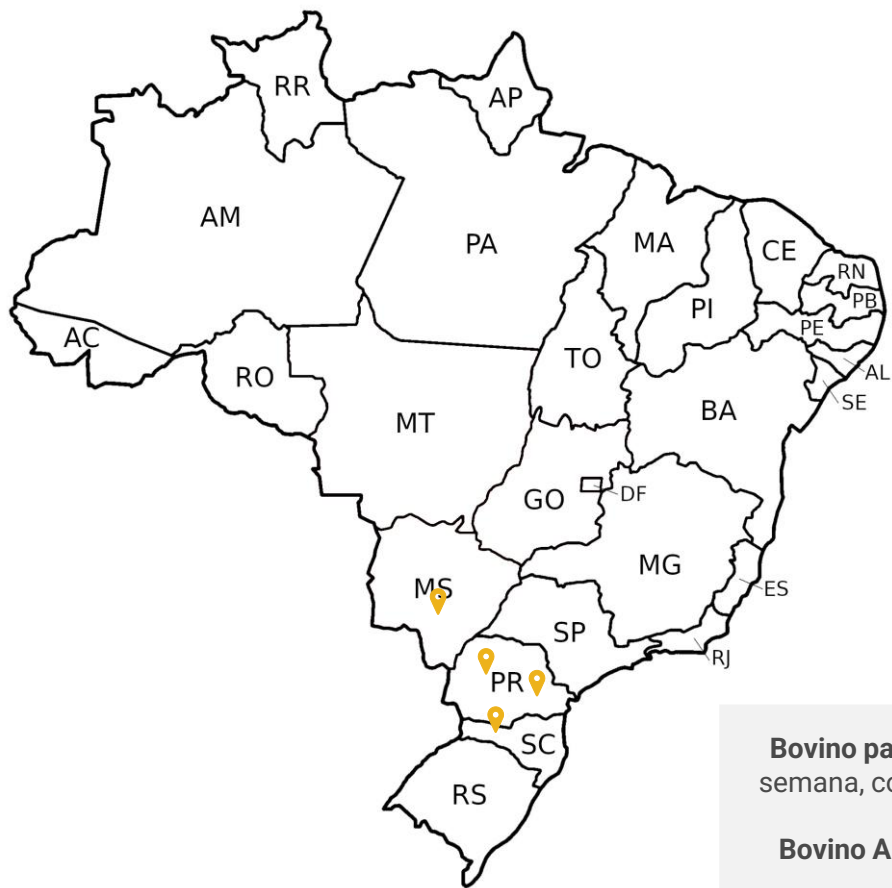 RR
AP
AM
PA
MA
CE
RN
PB
PI
PE
AC
TO
AL
RO
SE
BA
MT
GO
DF
MG
MS
ES
SP
RJ
PR
SC
RS
Bovino pa
semana, co
Bovino A